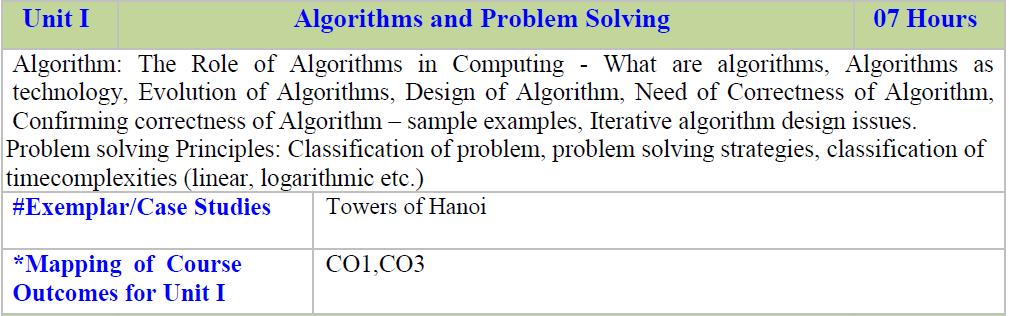 Unit I Algorithms and Problem Solving 07 Hours
Algorithm: The Role of Algorithms in Computing - What are algorithms, Algorithms as
technology, Evolution of Algorithms, Design of Algorithm, Need of Correctness of Algorithm,
Confirming correctness of Algorithm – sample examples, Iterative algorithm design issues.
Problem solving Principles: Classification of problem, problem solving strategies, classification of
timecomplexities (linear, logarithmic etc.)
#Exemplar/Case Studies Towers of Hanoi
*Mapping of Course CO1,CO3
Outcomes for Unit I